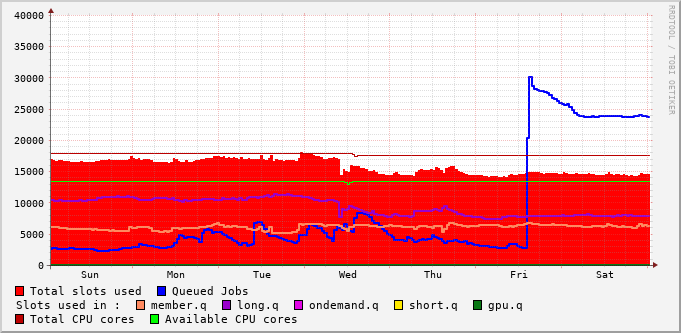 RRDTOOL / TOBI OETIKER
40000
35000
30000
25000
20000
15000
10000
5000
0
Sun Mon Tue Wed Thu Fri Sat
Total slots used Queued Jobs
Slots used in : member.q long.q ondemand.q short.q gpu.q
Total CPU cores Available CPU cores